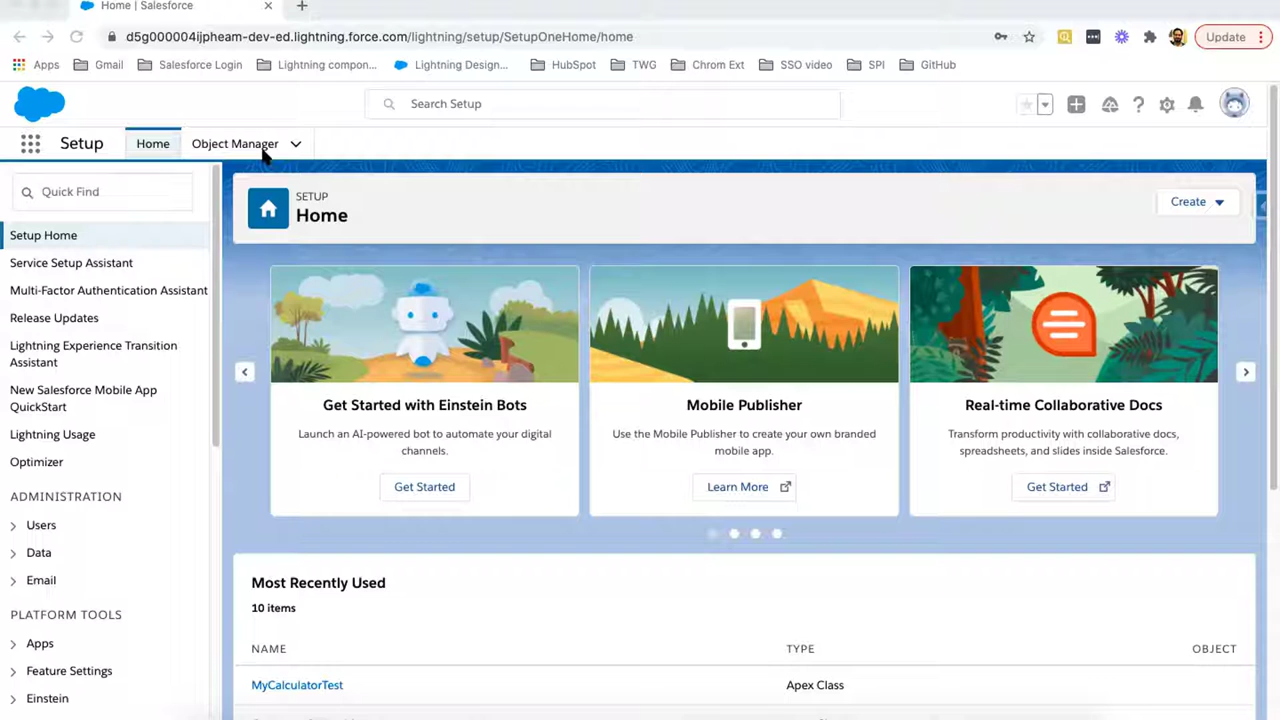 Home | Salesforce
d5g000004ijpheam-dev-ed.lightning.force.com/lightning/setup/SetupOneHome/home
Update
Apps
Gmail
Salesforce Login
Lightning compon...
Lightning Design...
HubSpot
TWG
Chrom Ext
SSO video
SPI
GitHub
Search Setup
Setup
Home
Object Manager
Quick Find
Setup Home
Service Setup Assistant
Multi-Factor Authentication Assistant
Release Updates
Lightning Experience Transition
Assistant
New Salesforce Mobile App
QuickStart
Lightning Usage
Optimizer
ADMINISTRATION
Users
Data
Email
PLATFORM TOOLS
Apps
Feature Settings
Einstein
SETUP
Home
Create
Get Started with Einstein Bots
Launch an AI-powered bot to automate your digital
channels.
Get Started
Mobile Publisher
Use the Mobile Publisher to create your own branded
mobile app.
Learn More
Real-time Collaborative Docs
Transform productivity with collaborative docs,
spreadsheets, and slides inside Salesforce.
Get Started
Most Recently Used
10 items
NAME
TYPE
OBJECT
MyCalculatorTest
Apex Class